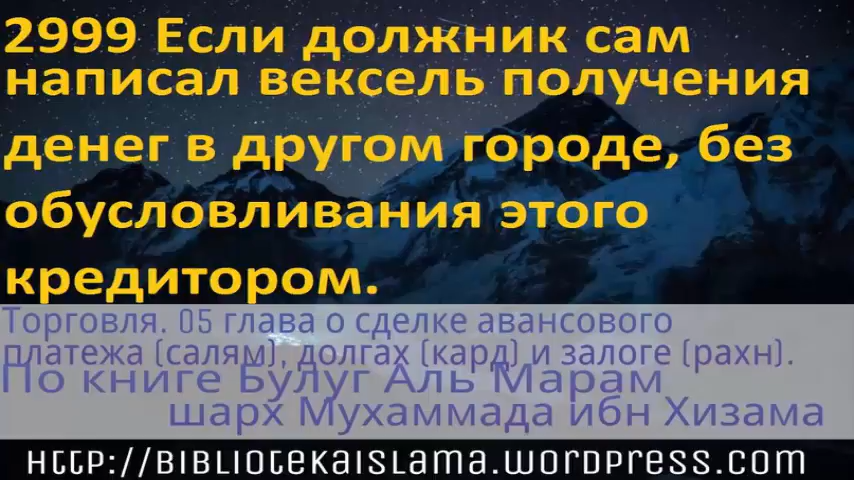 2999 Если должник сам
написал вексель получения
денег в другом городе, без
обусловливания этого
кредитором.
Торговля. 05 глава о сделке авансового
платежа (салям), долгах (кард) и залоге (рахн).
По книге Булуг Аль Марам
шарх Мухаммада ибн Хизама
HTTP://BIBLIOTEKAISLAMA.WORDPRESS.COM